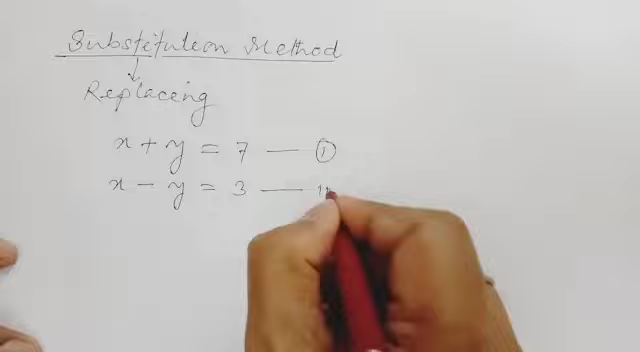 Substitution Method
Replacing
x + y = 7 — ①
x - y = 3 —